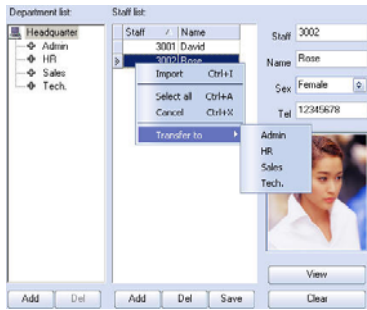 Department list:
Headquarter
Admin
HR
Sales
Tech.
Add
Del
Staff list:
Staff Name
3001 David
3002 Rose
Import Ctrl+I
Select all Ctrl+A
Cancel Ctrl+X
Transfer to
Admin
HR
Sales
Tech.
Add
Del
Save
Staff 3002
Name Rose
Sex Female
Tel 12345678
View
Clear